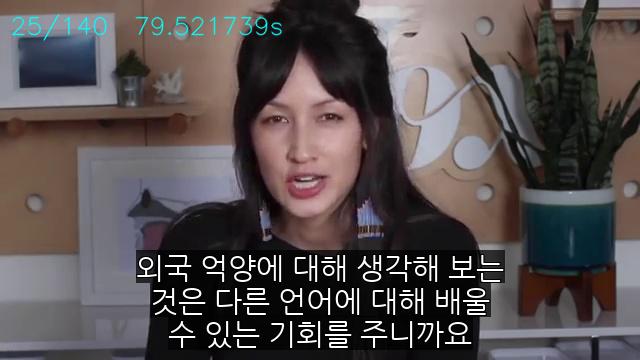 25/140 79.521739s
외국 억양에 대해 생각해 보는
것은 다른 언어에 대해 배울
수 있는 기회를 주니까요